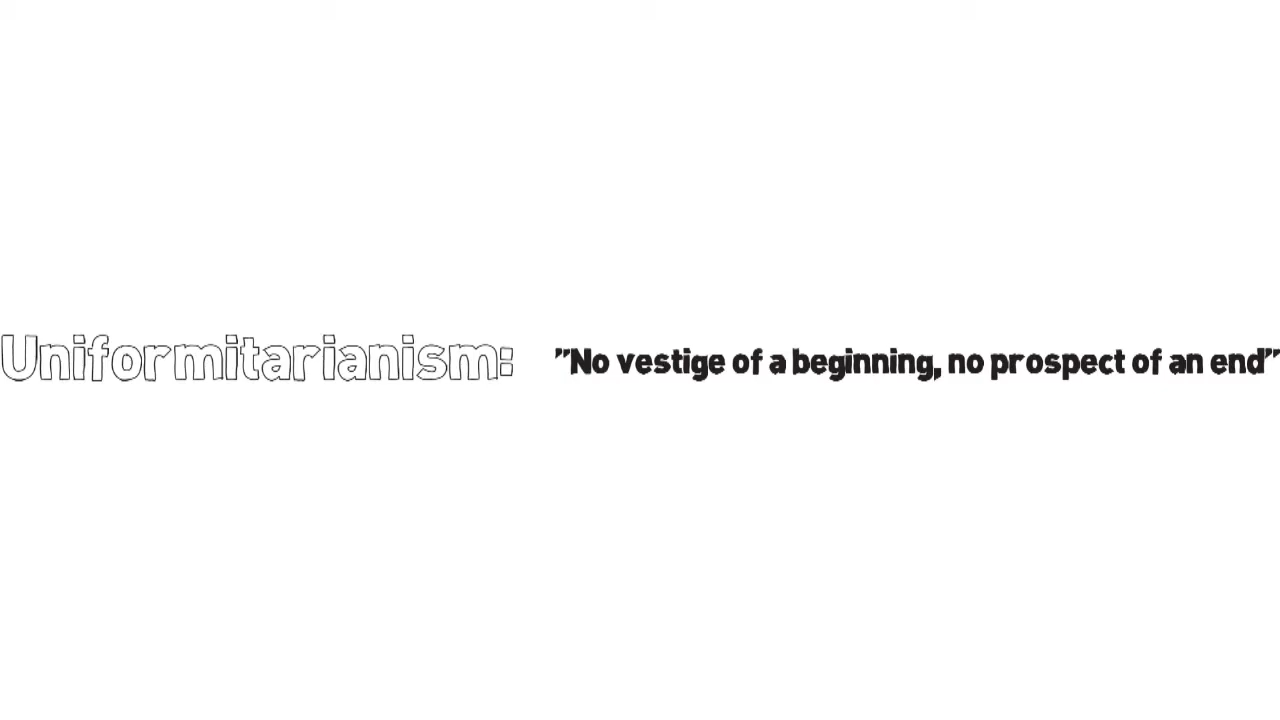 Uniformitarianism: ”No vestige of a beginning, no prospect of an end”